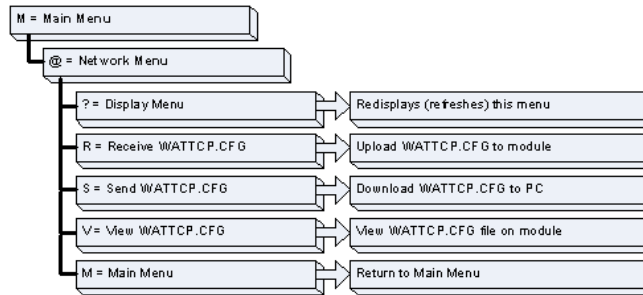 M = Main Menu
@ = Network Menu
? = Display Menu
Redisplays (refreshes) this menu
R = Receive WATTCP.CFG
Upload WATTCP.CFG to module
S = Send WATTCP.CFG
Download WATTCP.CFG to PC
V = View WATTCP.CFG
View WATTCP.CFG file on module
M = Main Menu
Return to Main Menu